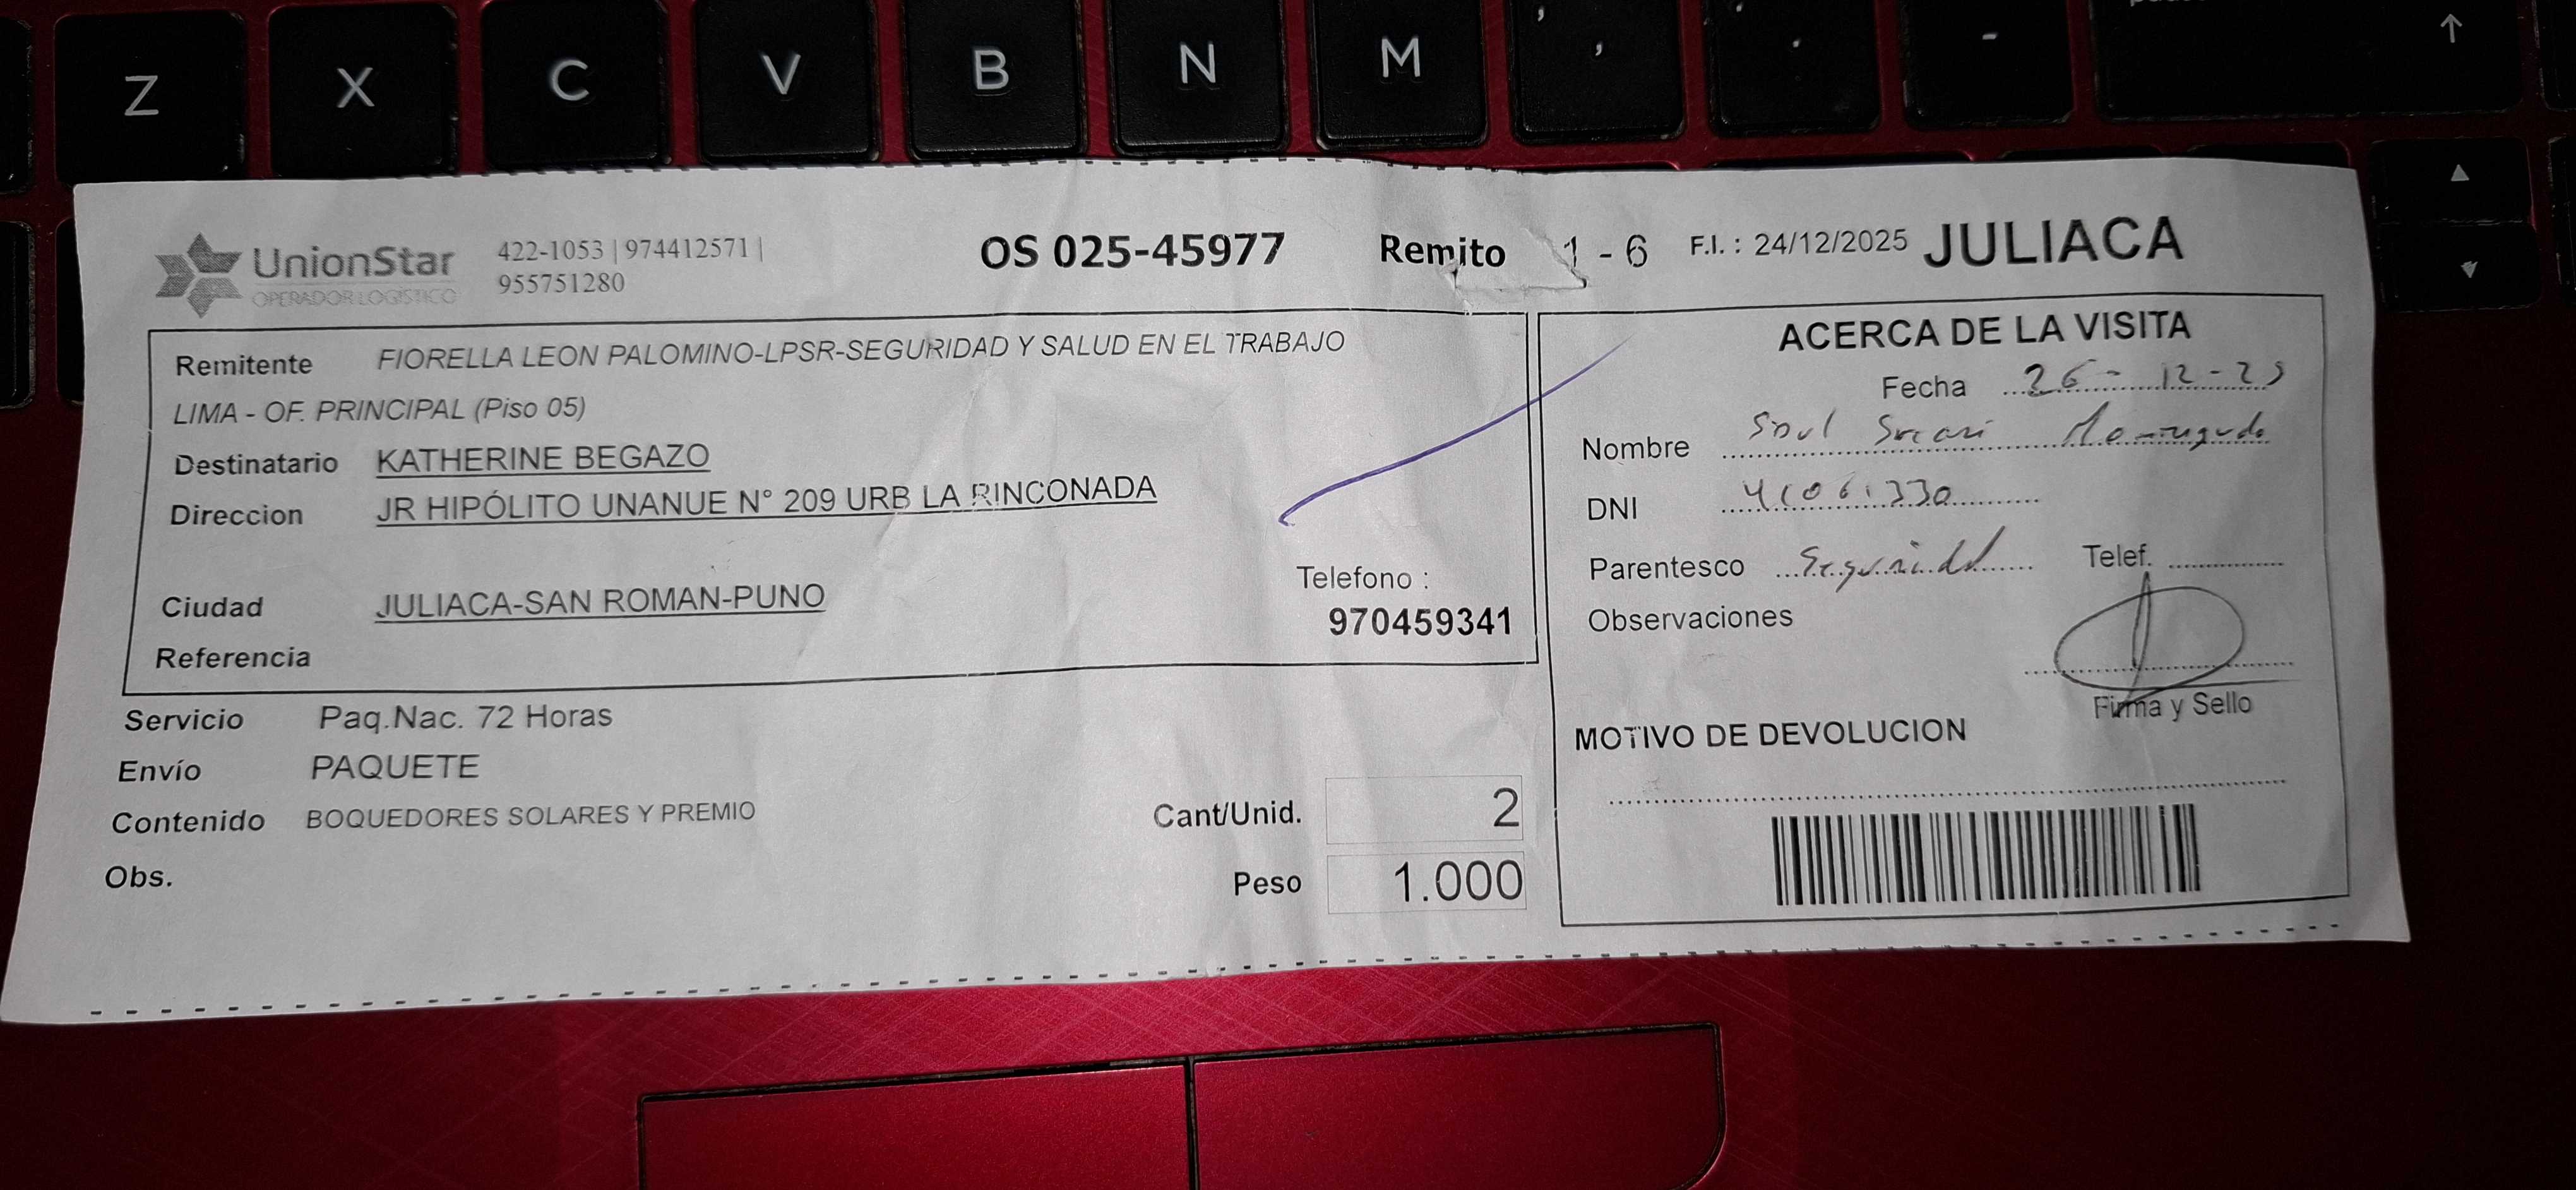 Z X C V B N M ; , : . _ -
UnionStar
OPERADOR LOGÍSTICO
422-1053 | 974412571 |
955751280
OS 025-45977 Remito 1 - 6 F.I. : 24/12/2025 JULIACA
Remitente FIORELLA LEON PALOMINO-LPSR-SEGURIDAD Y SALUD EN EL TRABAJO
LIMA - OF. PRINCIPAL (Piso 05)
Destinatario KATHERINE BEGAZO
Direccion JR HIPÓLITO UNANUE N° 209 URB LA RINCONADA
Ciudad JULIACA-SAN ROMAN-PUNO
Telefono :
970459341
Referencia
Servicio Paq.Nac. 72 Horas
Envío PAQUETE
Contenido BOQUEDORES SOLARES Y PREMIO
Obs.
Cant/Unid. 2
Peso 1.000
ACERCA DE LA VISITA
Fecha 26-12-25
Nombre
DNI
Parentesco Seguridad Telef.
Observaciones
Firma y Sello
MOTIVO DE DEVOLUCION